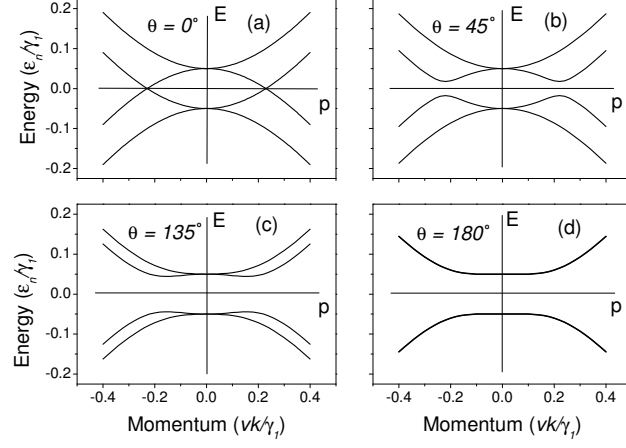 0.2
0.1
0.0
-0.1
-0.2
Energy (εn/γ1)
θ = 0°
E
(a)
p
θ = 45°
E
(b)
p
0.2
0.1
0.0
-0.1
-0.2
Energy (εn/γ1)
θ = 135°
E
(c)
p
θ = 180°
E
(d)
p
-0.4 -0.2 0.0 0.2 0.4
-0.4 -0.2 0.0 0.2 0.4
Momentum (vk/γ1)
Momentum (vk/γ1)